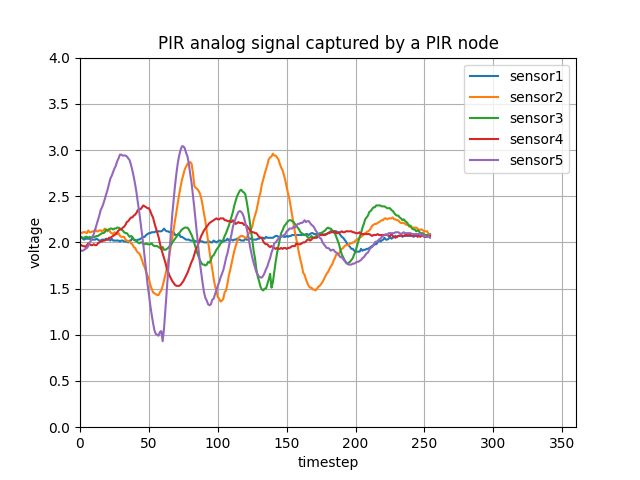 PIR analog signal captured by a PIR node
4.0
3.5
3.0
2.5
2.0
1.5
1.0
0.5
0.0
voltage
sensor1
sensor2
sensor3
sensor4
sensor5
0 50 100 150 200 250 300 350
timestep